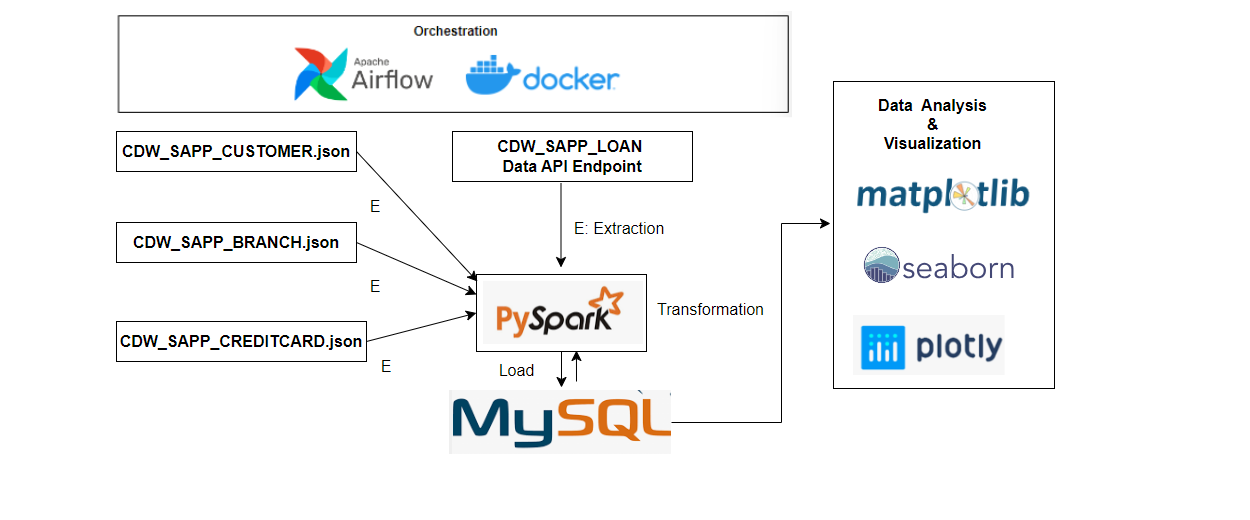 Orchestration
Apache
Airflow
docker
CDW_SAPP_CUSTOMER.json
CDW_SAPP_LOAN
Data API Endpoint
Data Analysis
&
Visualization
matplotlib
E
E: Extraction
CDW_SAPP_BRANCH.json
seaborn
E
PySpark
Transformation
CDW_SAPP_CREDITCARD.json
plotly
E
Load
MySQL